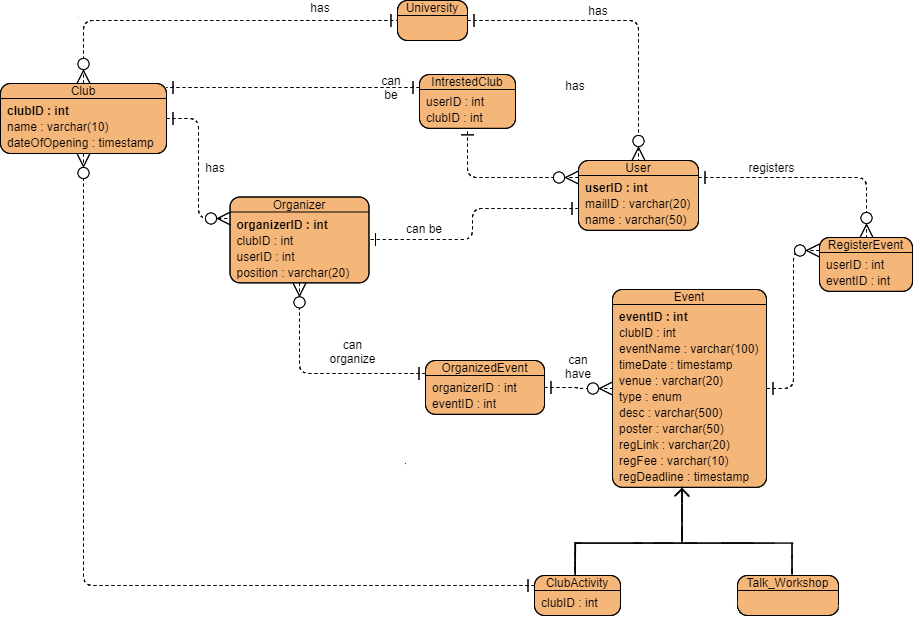 has
University
has
Club
clubID : int
name : varchar(10)
dateOfOpening : timestamp
can
be
IntrestedClub
userID : int
clubID : int
has
has
User
userID : int
mailID : varchar(20)
name : varchar(50)
registers
Organizer
organizerID : int
clubID : int
userID : int
position : varchar(20)
can be
RegisterEvent
userID : int
eventID : int
Event
eventID : int
clubID : int
eventName : varchar(100)
timeDate : timestamp
venue : varchar(20)
type : enum
desc : varchar(500)
poster : varchar(50)
regLink : varchar(20)
regFee : varchar(10)
regDeadline : timestamp
can
organize
OrganizedEvent
organizerID : int
eventID : int
can
have
ClubActivity
clubID : int
Talk_Workshop